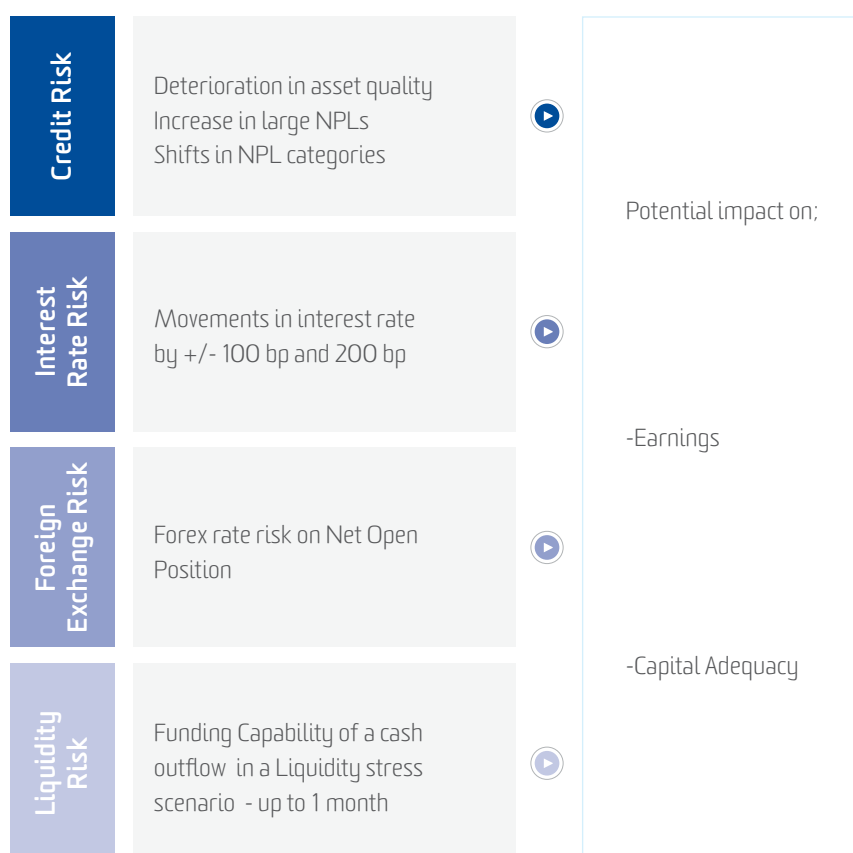 Credit Risk
Deterioration in asset quality
Increase in large NPLs
Shifts in NPL categories
Interest
Rate Risk
Movements in interest rate
by +/- 100 bp and 200 bp
Foreign
Exchange Risk
Forex rate risk on Net Open
Position
Liquidity
Risk
Funding Capability of a cash
outflow in a Liquidity stress
scenario - up to 1 month
Potential impact on;
-Earnings
-Capital Adequacy